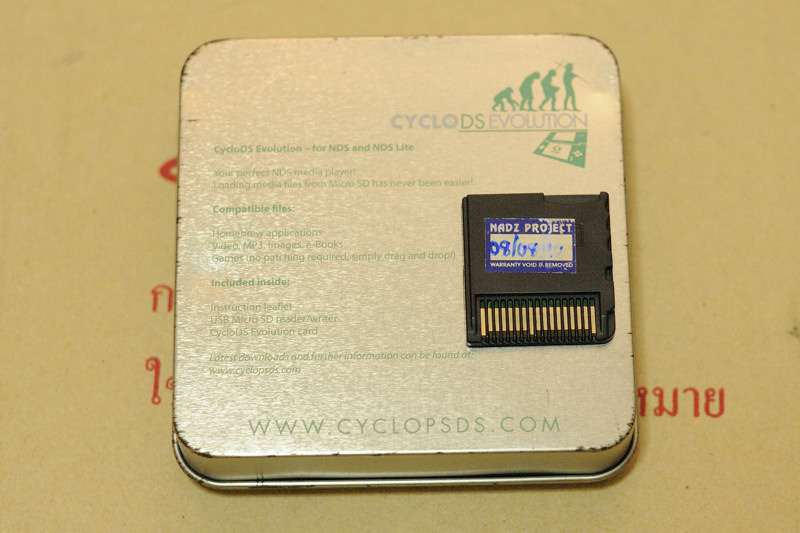 CYCLODS EVOLUTION
CycloDS Evolution – for NDS and NDS Lite
Your perfect NDS media player!
Loading media files from Micro SD has never been easier!
Compatible files:
Homebrew applications
Video, MP3, Images, e-Books
Games (no patching required, simply drag and drop!)
Included inside:
Instruction leaflet
USB Micro SD reader/writer
CycloDS Evolution card
Latest downloads and further information can be found at:
www.cyclopsds.com
WWW.CYCLOPSDS.COM
NADZ PROJECT
08/08
WARRANTY VOID IF REMOVED
หมาย